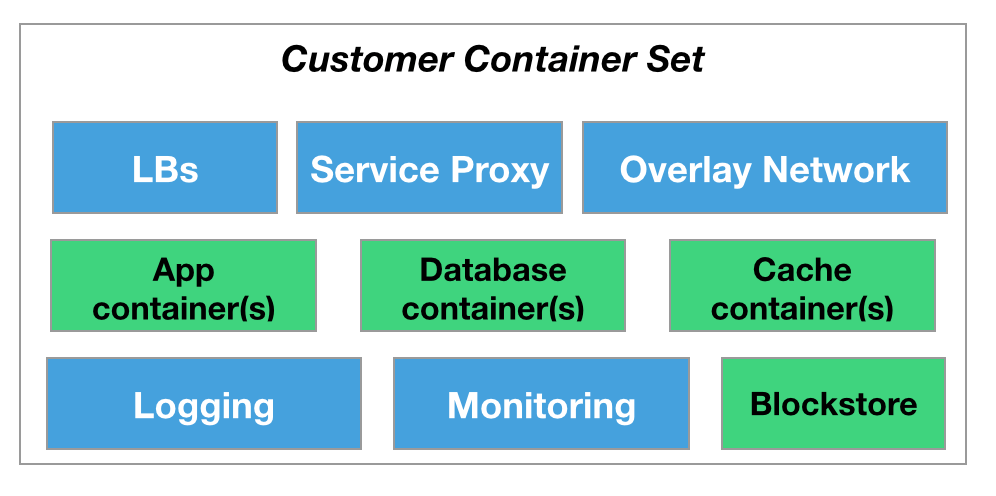 Customer Container Set
LBs
Service Proxy
Overlay Network
App
container(s)
Database
container(s)
Cache
container(s)
Logging
Monitoring
Blockstore